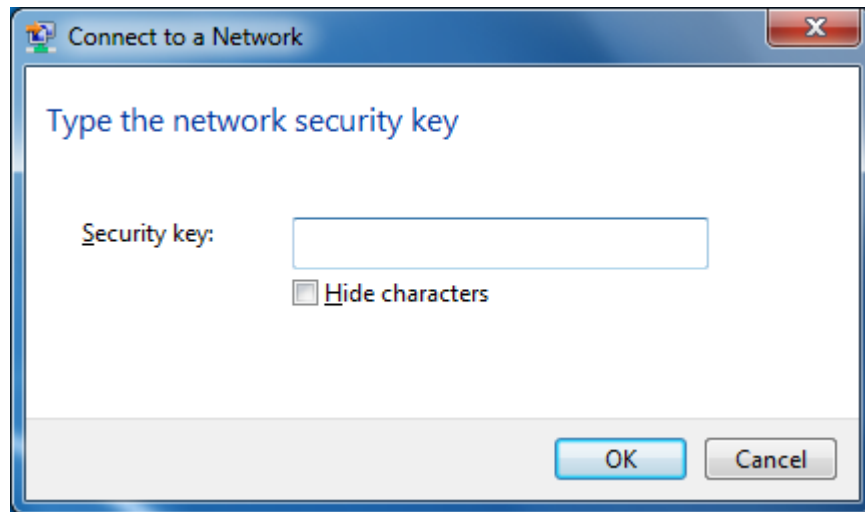 Connect to a Network
Type the network security key
Security key:
Hide characters
OK Cancel